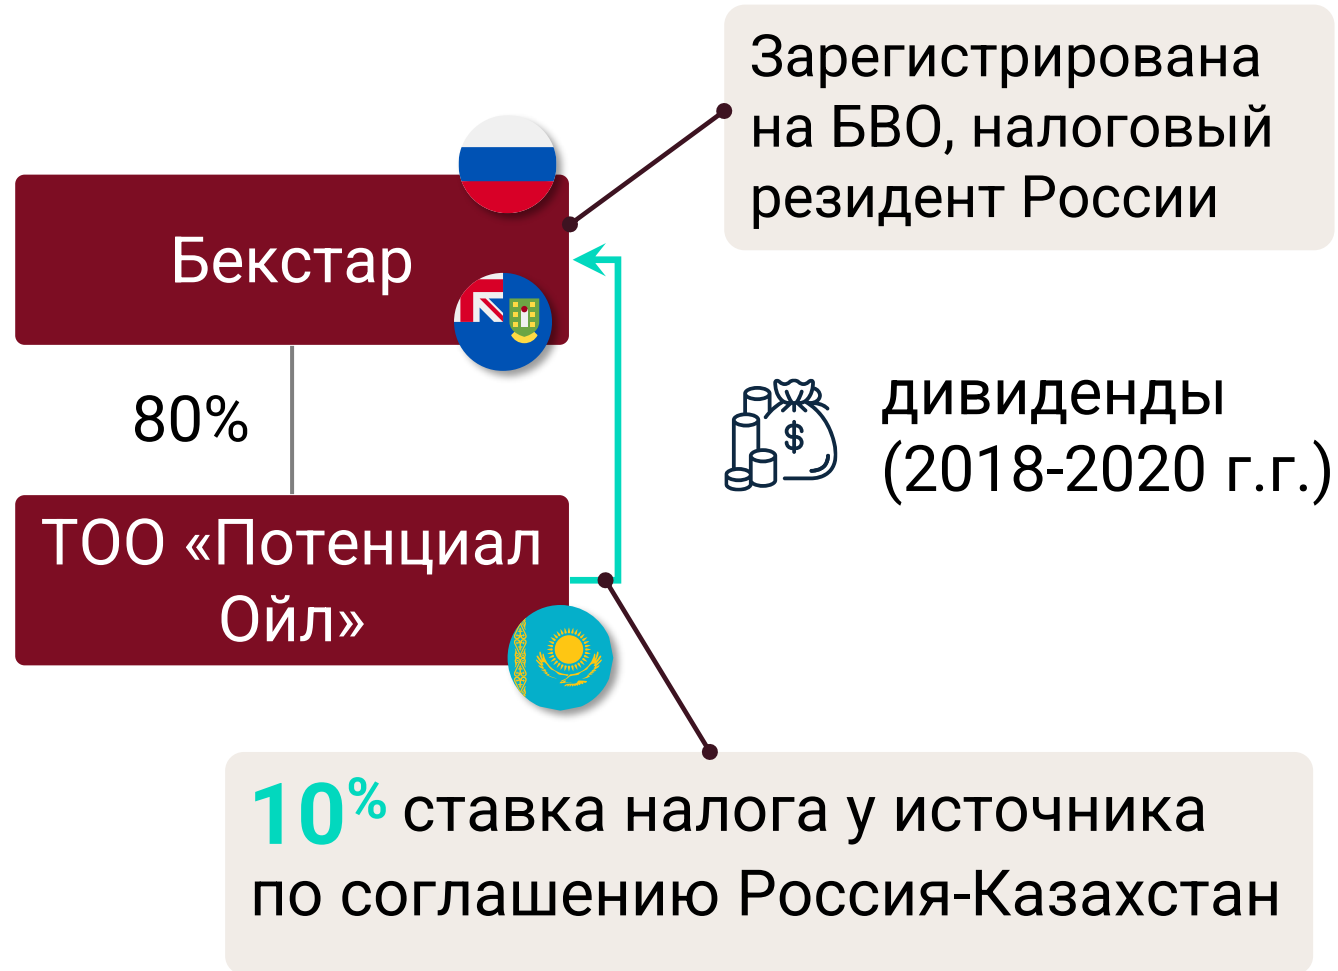 Зарегистрирована
на БВО, налоговый
резидент России
Бекстар
80%
дивиденды
(2018-2020 г.г.)
$
ТОО «Потенциал
Ойл»
10% ставка налога у источника
по соглашению Россия-Казахстан